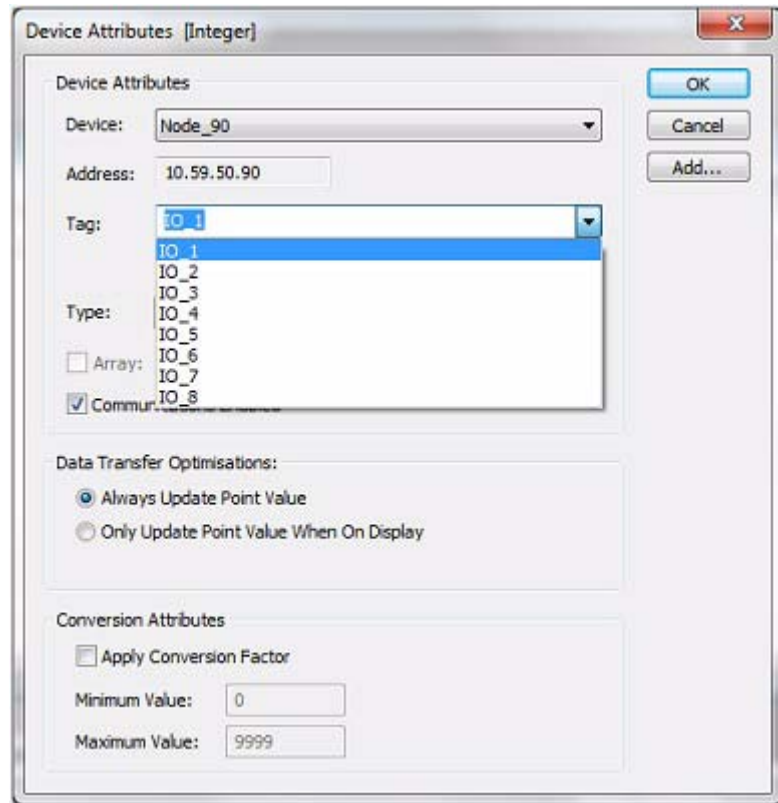 Device Attributes [Integer]
Device Attributes
OK
Device: Node_90
Cancel
Address: 10.59.50.90
Add...
Tag: IO_1
IO_1
IO_2
IO_3
Type: IO_4
IO_5
IO_6
Array: IO_7
IO_8
Data Transfer Optimisations:
Always Update Point Value
Only Update Point Value When On Display
Conversion Attributes
Apply Conversion Factor
Minimum Value: 0
Maximum Value: 9999